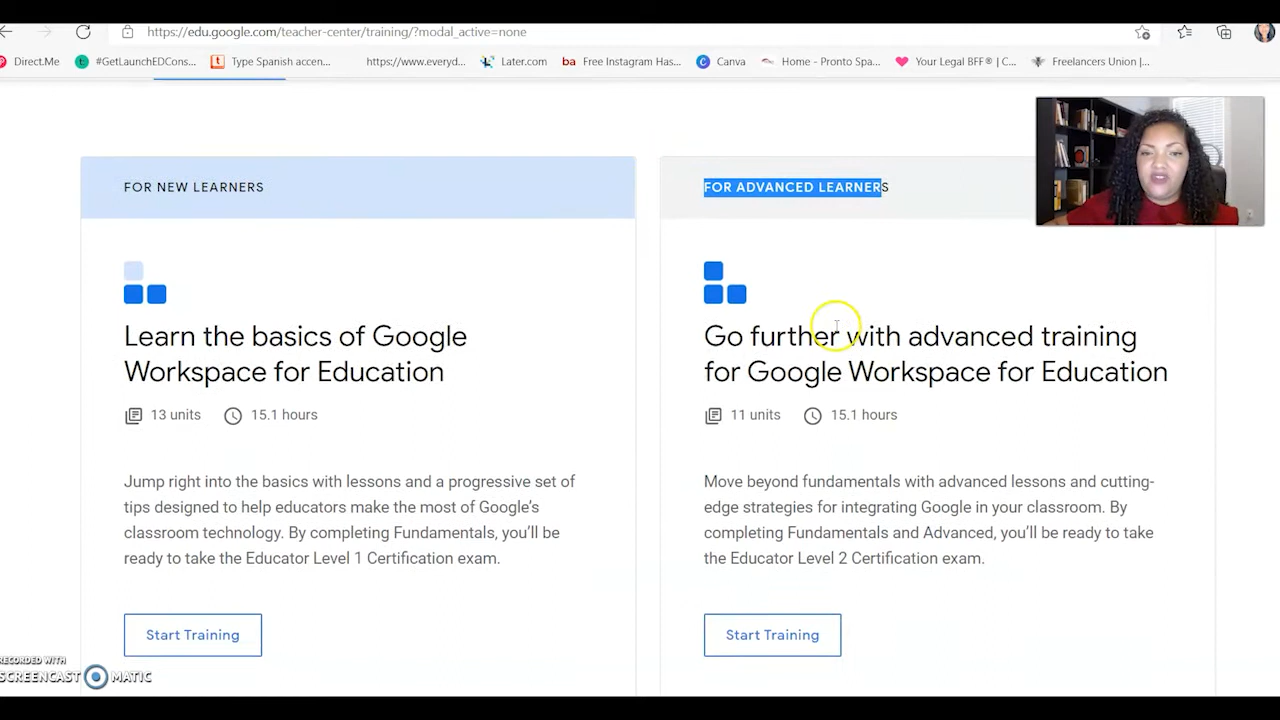 https://edu.google.com/teacher-center/training/?modal_active=none
Direct.Me #GetLaunchEDCons... Type Spanish accen... https://www.everyd... Later.com ba Free Instagram Has... Canva Home - Pronto Spa... Your Legal BFF® | C... Freelancers Union |...
FOR NEW LEARNERS
Learn the basics of Google
Workspace for Education
13 units 15.1 hours
Jump right into the basics with lessons and a progressive set of
tips designed to help educators make the most of Google's
classroom technology. By completing Fundamentals, you'll be
ready to take the Educator Level 1 Certification exam.
Start Training
FOR ADVANCED LEARNERS
Go further with advanced training
for Google Workspace for Education
11 units 15.1 hours
Move beyond fundamentals with advanced lessons and cutting-
edge strategies for integrating Google in your classroom. By
completing Fundamentals and Advanced, you'll be ready to take
the Educator Level 2 Certification exam.
Start Training
RECORDED WITH
SCREENCAST MATIC